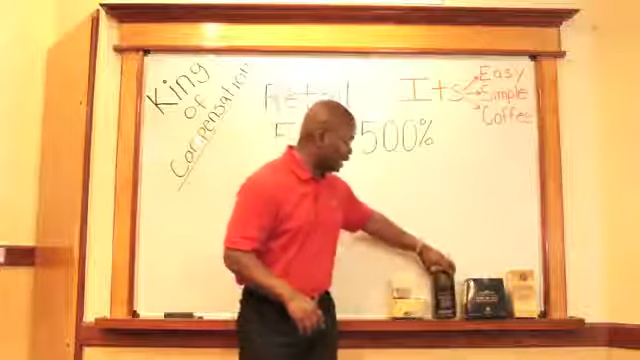 King
of
Compensation
Retail
500%
Its
Easy
Simple
Coffee